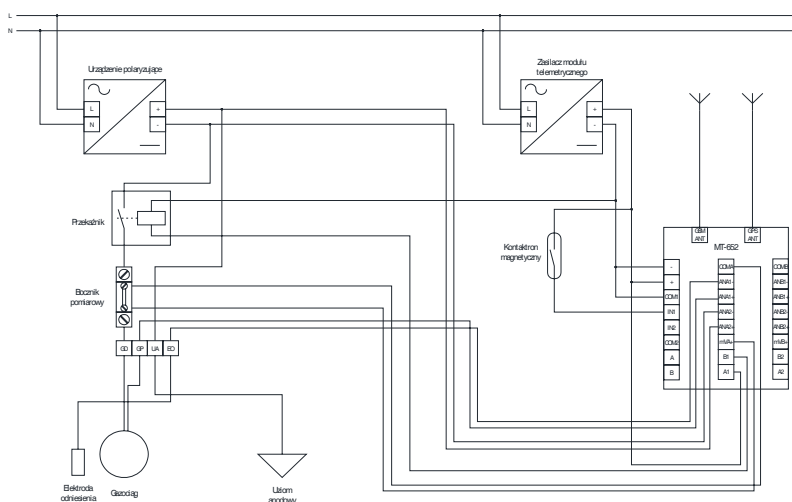 L
N
Urządzenie polaryzujące
Zasilacz modułu
telemetrycznego
L
+
N
-
L
+
N
-
Przekaźnik
Kontaktron
magnetyczny
GSM
ANT
GPS
ANT
MT-652
-
+
COM1
IN1
IN2
COM2
A
B
COMA
ANA1-
ANA1+
ANA2-
ANA2+
mVA+
B1
A1
COMB
ANB1-
ANB1+
ANB2-
ANB2+
mVB+
B2
A2
Bocznik
pomiarowy
GD
GP
UA
EO
Elektroda
odniesienia
Gazociąg
Uziom
anodowy